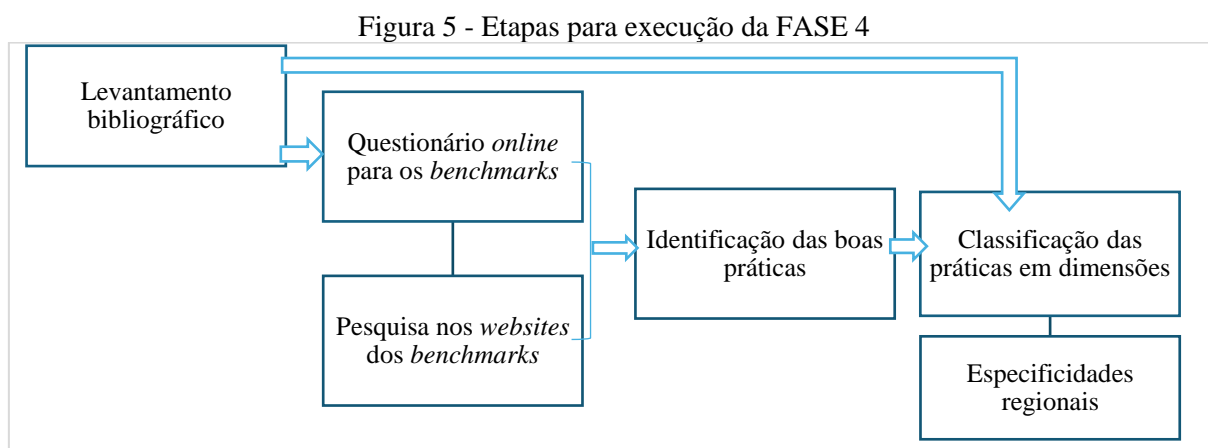 Figura 5 - Etapas para execução da FASE 4
Levantamento
bibliográfico
Questionário online
para os benchmarks
Pesquisa nos websites
dos benchmarks
Identificação das boas
práticas
Classificação das
práticas em dimensões
Especificidades
regionais